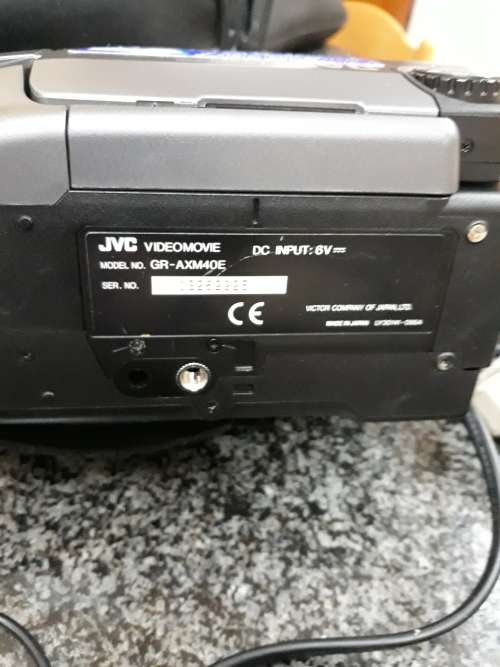 JVC VIDEOMOVIE DC INPUT: 6V
MODEL NO. GR-AXM40E
SER. NO.
CE
VICTOR COMPANY OF JAPAN, LTD.
MADE IN JAPAN